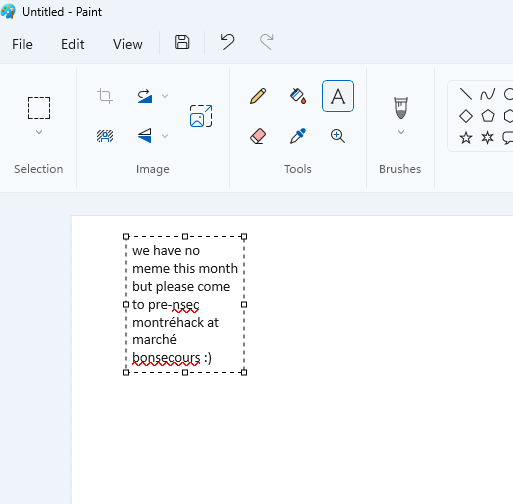 Untitled - Paint
File Edit View
Selection Image Tools Brushes
we have no
meme this month
but please come
to pre-nsec
montréhack at
marché
bonsecours :)